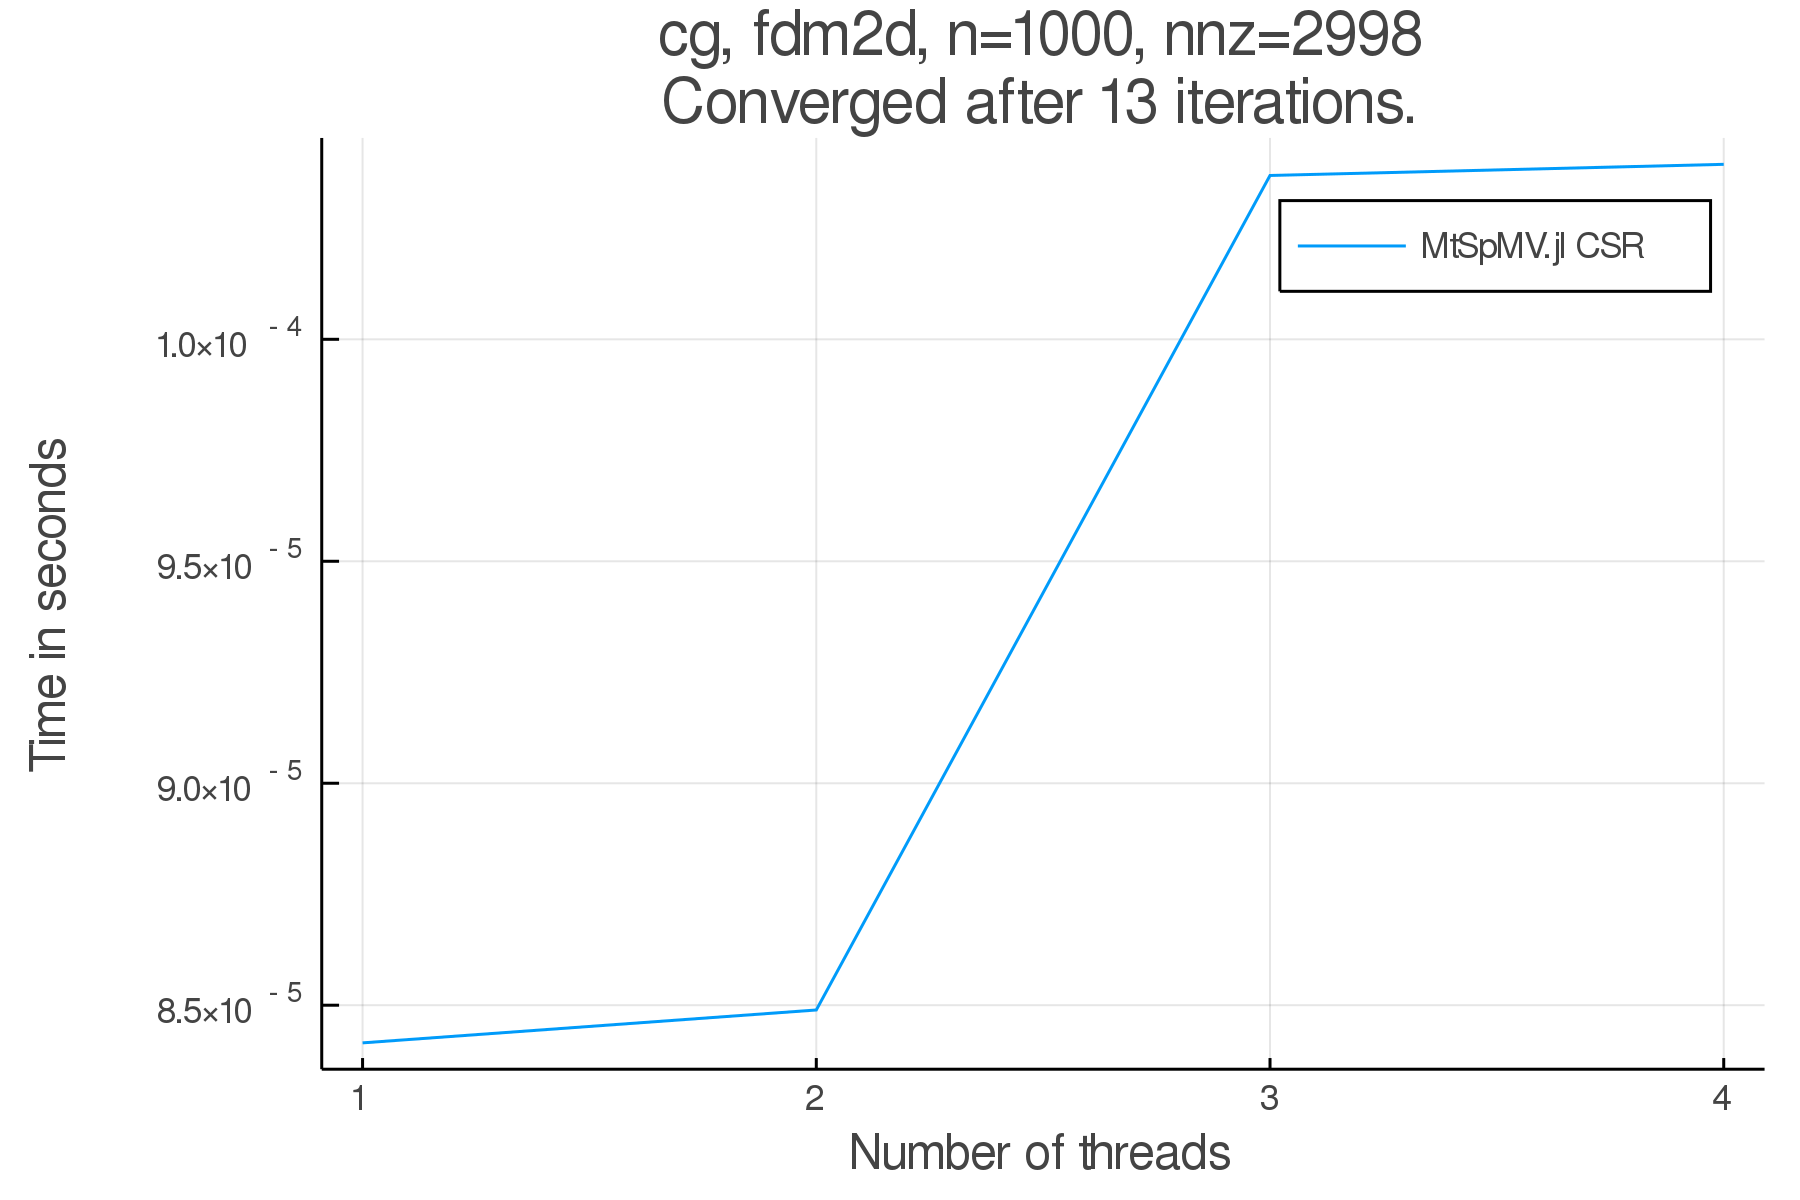 cg, fdm2d, n=1000, nnz=2998
Converged after 13 iterations.
MtSpMV.jl CSR
1.0×10 - 4
9.5×10 - 5
9.0×10 - 5
8.5×10 - 5
Time in seconds
1 2 3 4
Number of threads